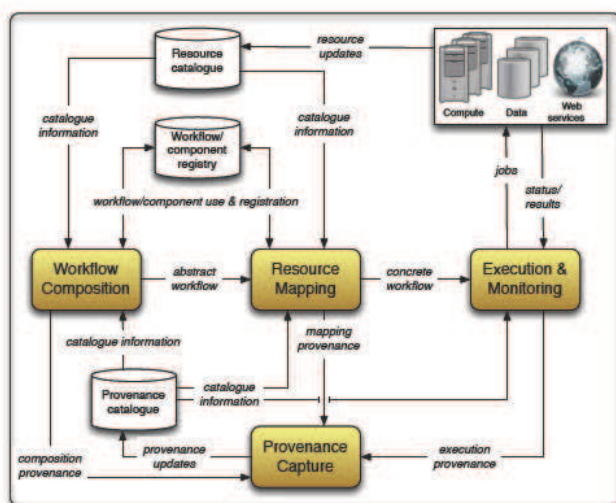 resource
updates
Resource
catalogue
Compute
Data
Web
services
catalogue
information
catalogue
information
Workflow/
component
registry
jobs
status/
results
workflow/component use & registration
Workflow
Composition
abstract
workflow
Resource
Mapping
concrete
workflow
Execution &
Monitoring
catalogue information
mapping
provenance
Provenance
catalogue
catalogue
information
composition
provenance
provenance
updates
Provenance
Capture
execution
provenance